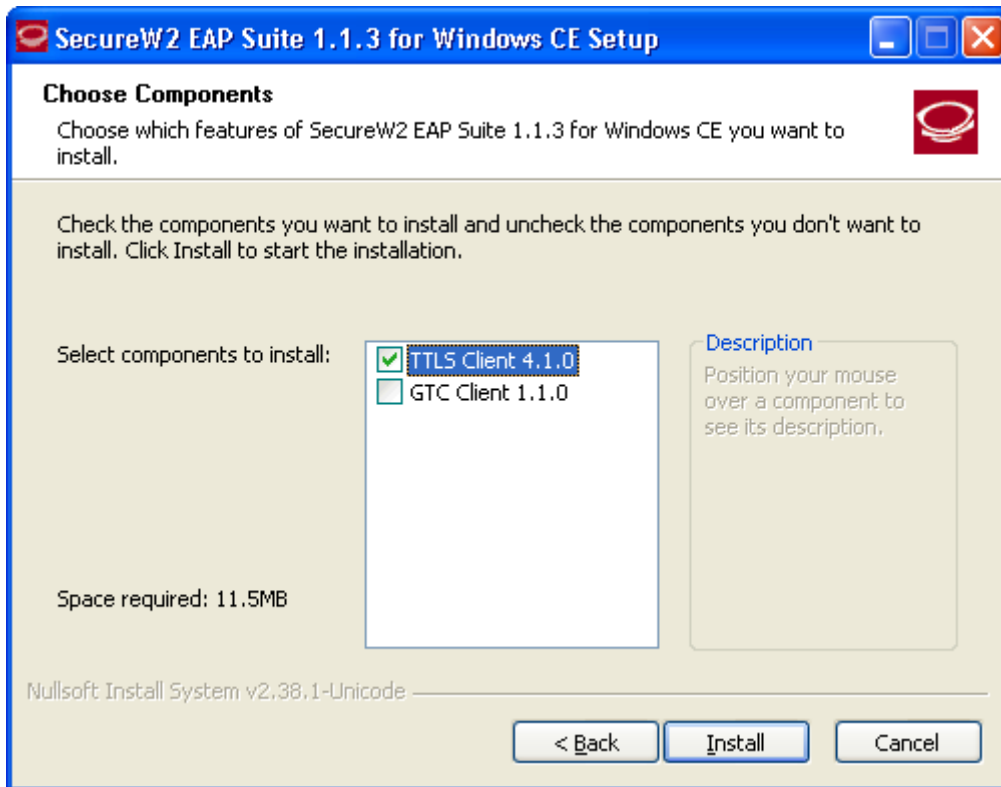 SecureW2 EAP Suite 1.1.3 for Windows CE Setup
Choose Components
Choose which features of SecureW2 EAP Suite 1.1.3 for Windows CE you want to
install.
Check the components you want to install and uncheck the components you don't want to
install. Click Install to start the installation.
Select components to install:
TTLS Client 4.1.0
GTC Client 1.1.0
Description
Position your mouse
over a component to
see its description.
Space required: 11.5MB
Nullsoft Install System v2.38.1-Unicode
< Back
Install
Cancel